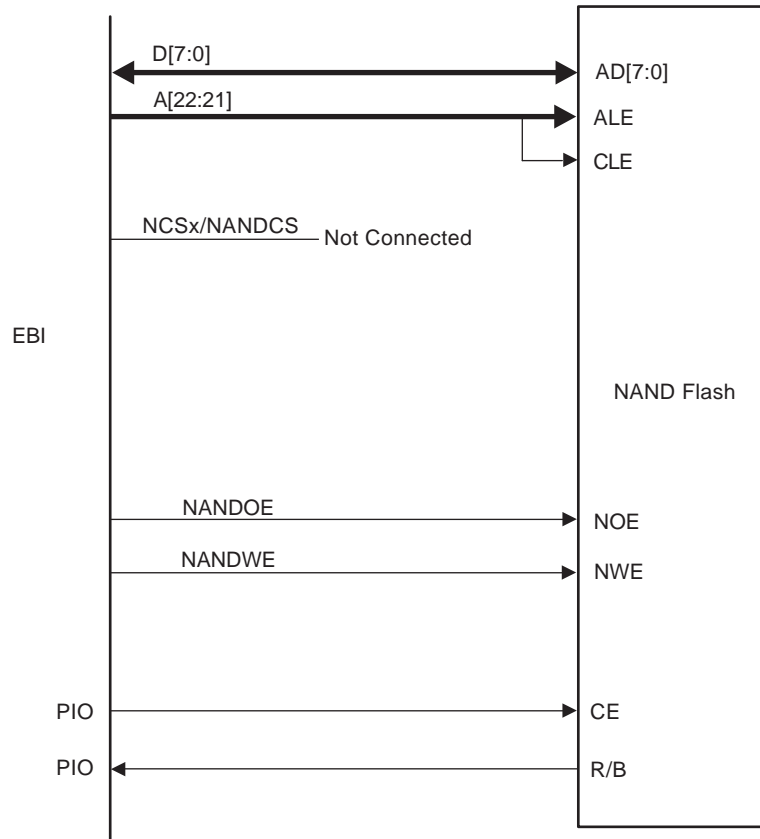 D[7:0]
AD[7:0]
A[22:21]
ALE
CLE
NCSx/NANDCS
Not Connected
EBI
NAND Flash
NANDOE
NOE
NANDWE
NWE
PIO
CE
PIO
R/B